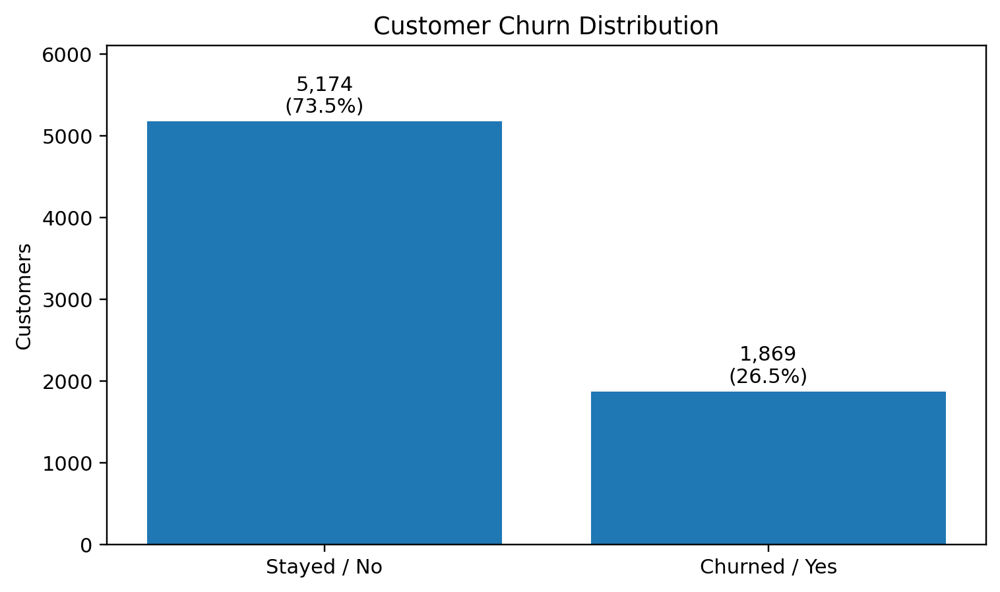 Customer Churn Distribution
6000
5000
4000
3000
2000
1000
0
Customers
5,174
(73.5%)
1,869
(26.5%)
Stayed / No
Churned / Yes